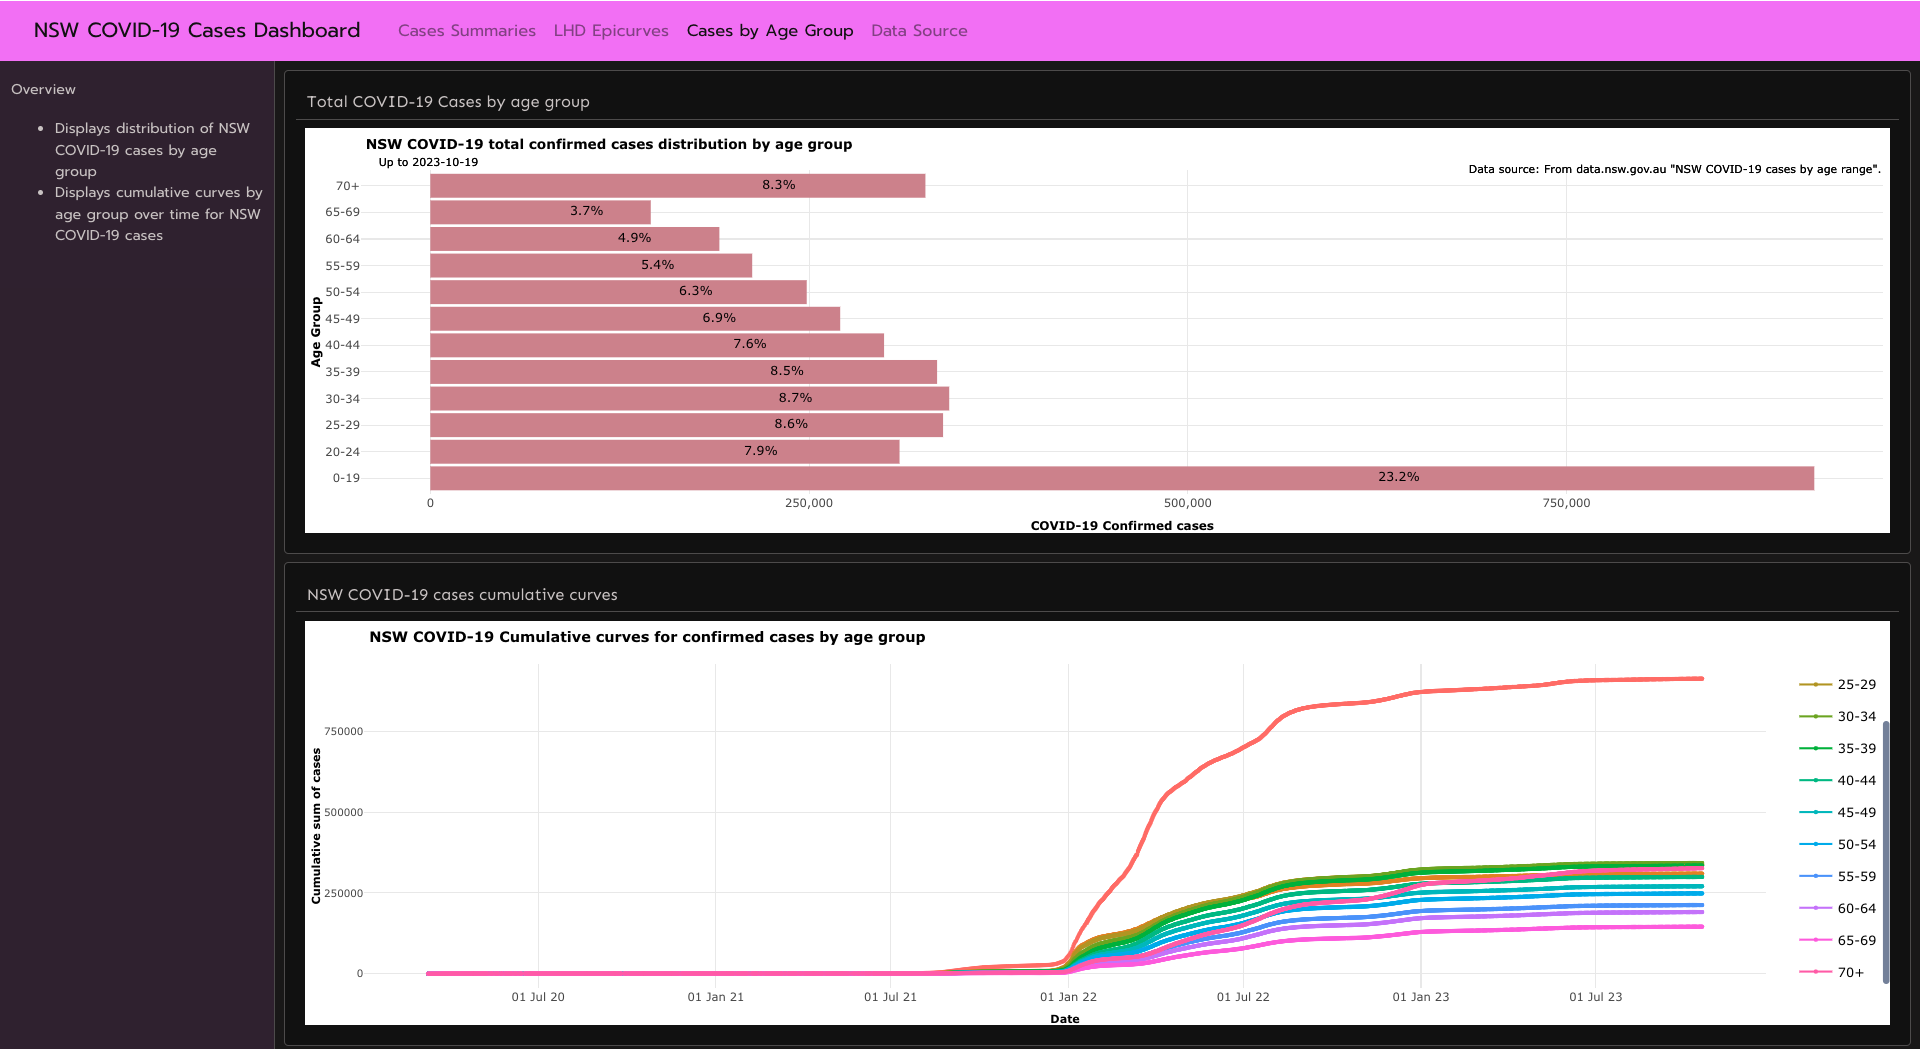 NSW COVID-19 Cases Dashboard
Cases Summaries
LHD Epicurves
Cases by Age Group
Data Source
Overview
Displays distribution of NSW
COVID-19 cases by age
group
Displays cumulative curves by
age group over time for NSW
COVID-19 cases
Total COVID-19 Cases by age group
NSW COVID-19 total confirmed cases distribution by age group
Up to 2023-10-19
Data source: From data.nsw.gov.au "NSW COVID-19 cases by age range".
Age Group
70+
8.3%
65-69
3.7%
60-64
4.9%
55-59
5.4%
50-54
6.3%
45-49
6.9%
40-44
7.6%
35-39
8.5%
30-34
8.7%
25-29
8.6%
20-24
7.9%
0-19
23.2%
0
250,000
500,000
750,000
COVID-19 Confirmed cases
NSW COVID-19 cases cumulative curves
NSW COVID-19 Cumulative curves for confirmed cases by age group
Cumulative sum of cases
750000
500000
250000
0
01 Jul 20
01 Jan 21
01 Jul 21
01 Jan 22
01 Jul 22
01 Jan 23
01 Jul 23
Date
25-29
30-34
35-39
40-44
45-49
50-54
55-59
60-64
65-69
70+